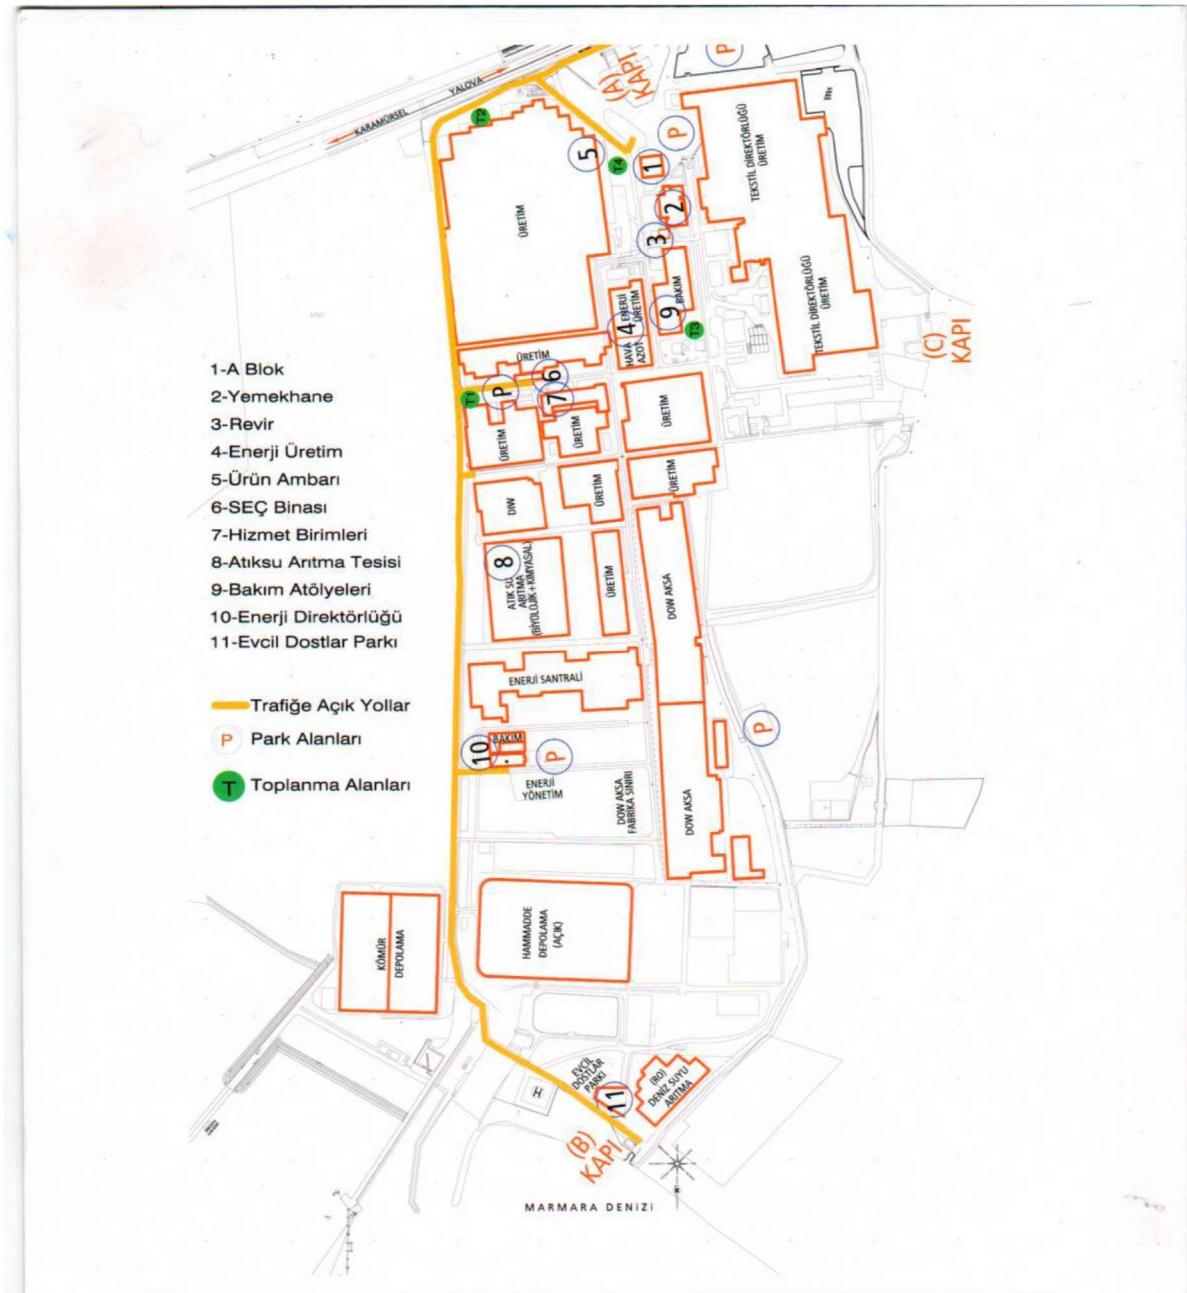 P
(A)
KAPI
YALOVA
KARAMÜRSEL
T2
P
5
T4
1
TEKSTİL DİREKTÖRLÜĞÜ
ÜRETİM
2
ÜRETİM
3
TEKSTİL DİREKTÖRLÜĞÜ
ÜRETİM
BAKIM
9
ENERJİ
ÜRETİM
4
HAVA
AZOT
T3
(C)
KAPI
ÜRETİM
6
P
T1
7
ÜRETİM
ÜRETİM
ÜRETİM
1-A Blok
2-Yemekhane
3-Revir
4-Enerji Üretim
5-Ürün Ambarı
6-SEÇ Binası
7-Hizmet Birimleri
8-Atıksu Arıtma Tesisi
9-Bakım Atölyeleri
10-Enerji Direktörlüğü
11-Evcil Dostlar Parkı
Trafiğe Açık Yollar
P Park Alanları
T Toplanma Alanları
DIW
ÜRETİM
ÜRETİM
8
ATIK SU
ARITMA
(BİYOLOJİK+KİMYASAL)
ÜRETİM
DOW AKSA
ENERJİ SANTRALİ
10
BAKIM
P
P
ENERJİ
YÖNETİM
DOW AKSA
FABRİKA SINIRI
DOW AKSA
KÖMÜR
DEPOLAMA
HAMMADDE
DEPOLAMA
(AÇIK)
EVCİL
DOSTLAR
PARKI
H
11
(RO)
DENİZ SUYU
ARITMA
(B)
KAPI
MARMARA DENİZİ